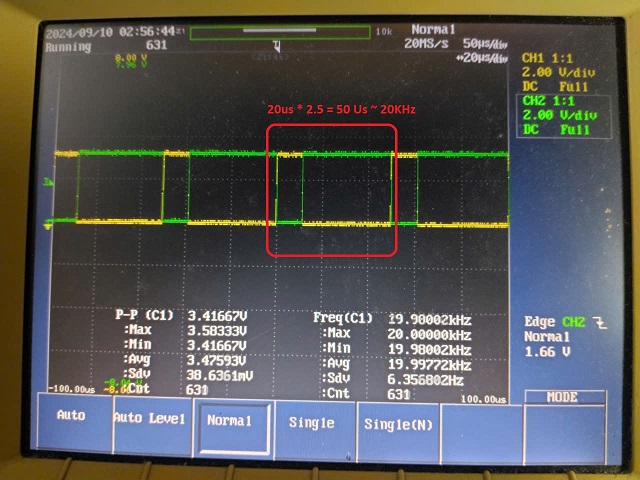 2024/09/10 02:56:44
10k
Normal
Running
631
20MS/s
50μs/div
↔20μs/div
8.00 V
7.96 V
CH1 1:1
2.00 V/div
DC Full
CH2 1:1
2.00 V/div
DC Full
20us * 2.5 = 50 Us ~ 20KHz
P-P (C1) 3.41667V
:Max 3.58333V
:Min 3.41667V
:Avg 3.47593V
:Sdv 38.6361mV
:Cnt 631
Freq(C1) 19.98002kHz
:Max 20.00000kHz
:Min 19.98002kHz
:Avg 19.99772kHz
:Sdv 6.356802Hz
:Cnt 631
-100.00us
100.00us
Edge CH2
Normal
1.66 V
MODE
Auto
Auto Level
Normal
Single
Single(N)